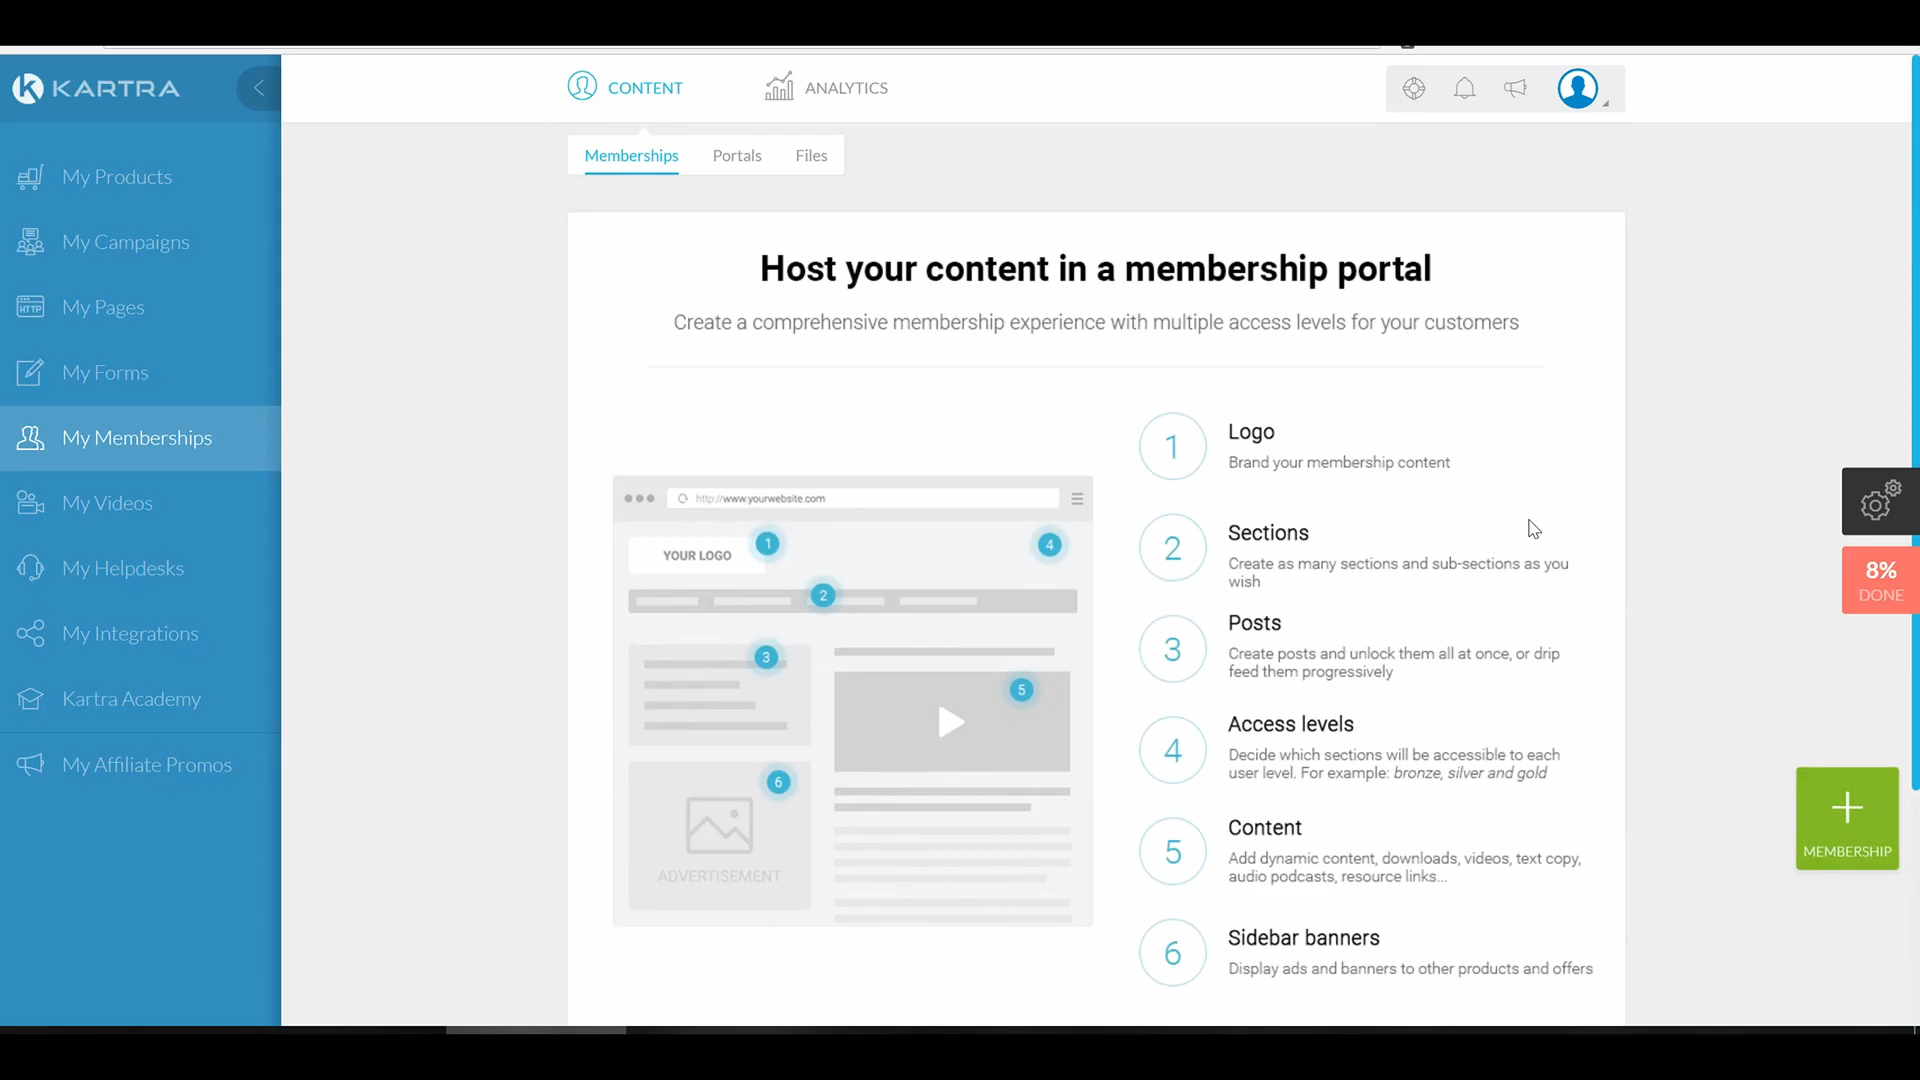 KARTRA
CONTENT
ANALYTICS
Memberships
Portals
Files
My Products
My Campaigns
HTTP
My Pages
My Forms
My Memberships
My Videos
My Helpdesks
My Integrations
Kartra Academy
My Affiliate Promos
Host your content in a membership portal
Create a comprehensive membership experience with multiple access levels for your customers
http://www.yourwebsite.com
YOUR LOGO
1
4
2
3
5
6
ADVERTISEMENT
1
Logo
Brand your membership content
2
Sections
Create as many sections and sub-sections as you
wish
3
Posts
Create posts and unlock them all at once, or drip
feed them progressively
4
Access levels
Decide which sections will be accessible to each
user level. For example: bronze, silver and gold
5
Content
Add dynamic content, downloads, videos, text copy,
audio podcasts, resource links...
6
Sidebar banners
Display ads and banners to other products and offers
8%
DONE
MEMBERSHIP